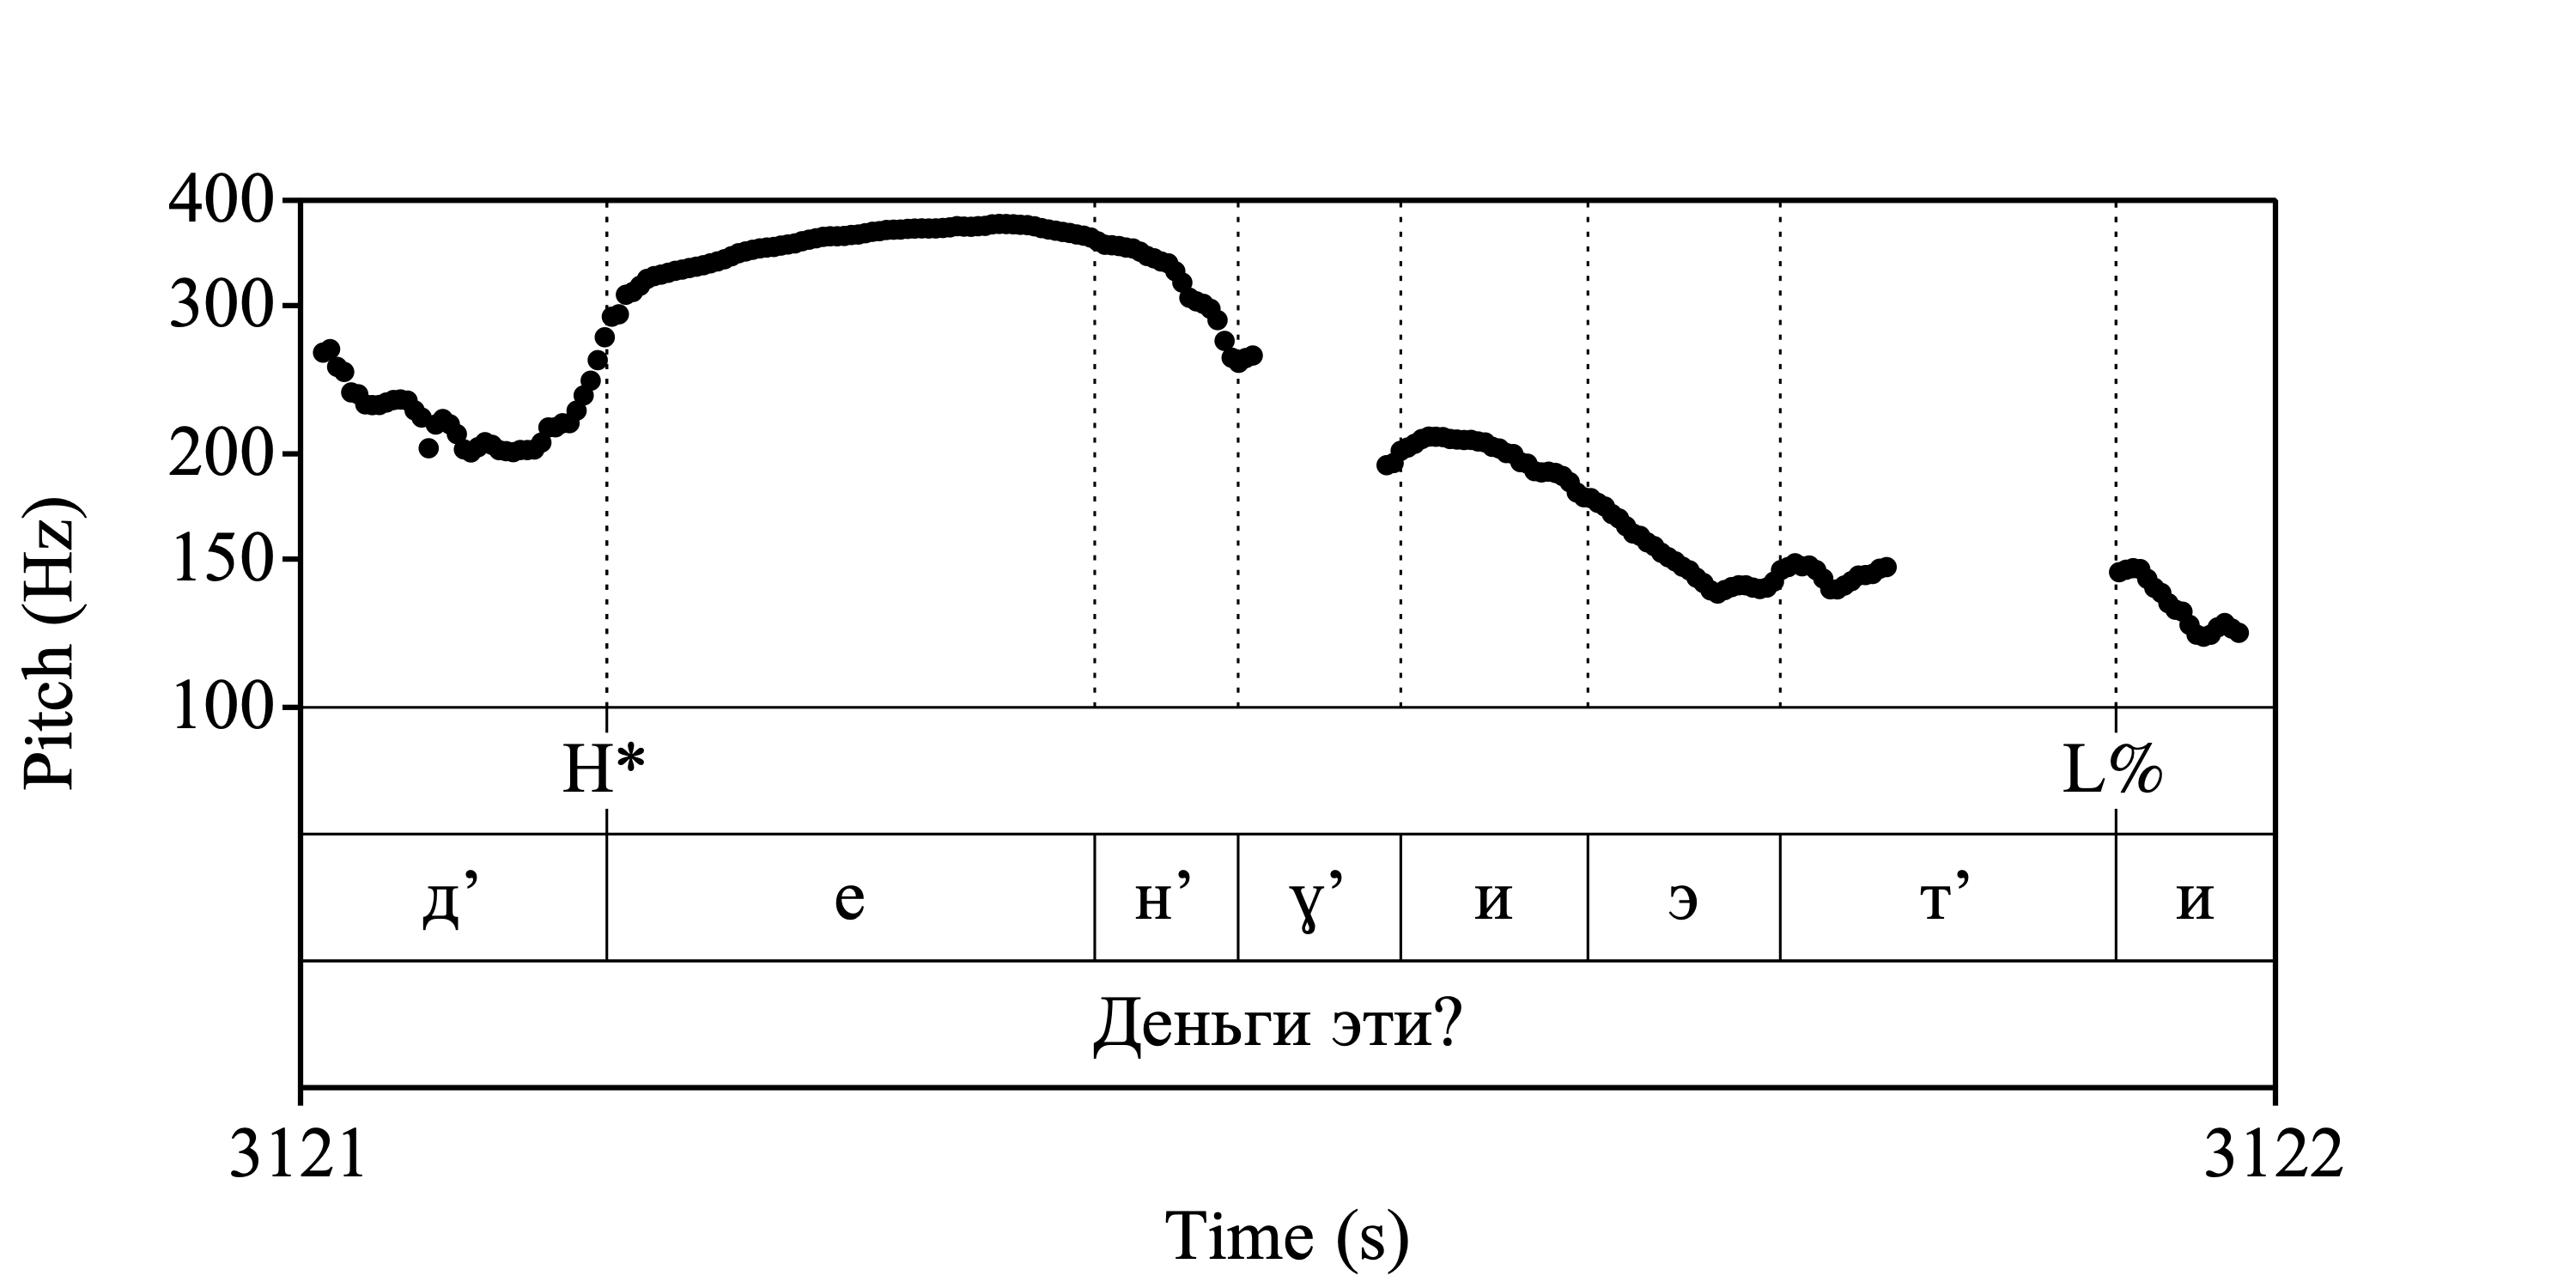 400
300
200
150
100
Pitch (Hz)
H* L%
д’ е н’ ɣ’ и э т’ и
Деньги эти?
3121 3122
Time (s)